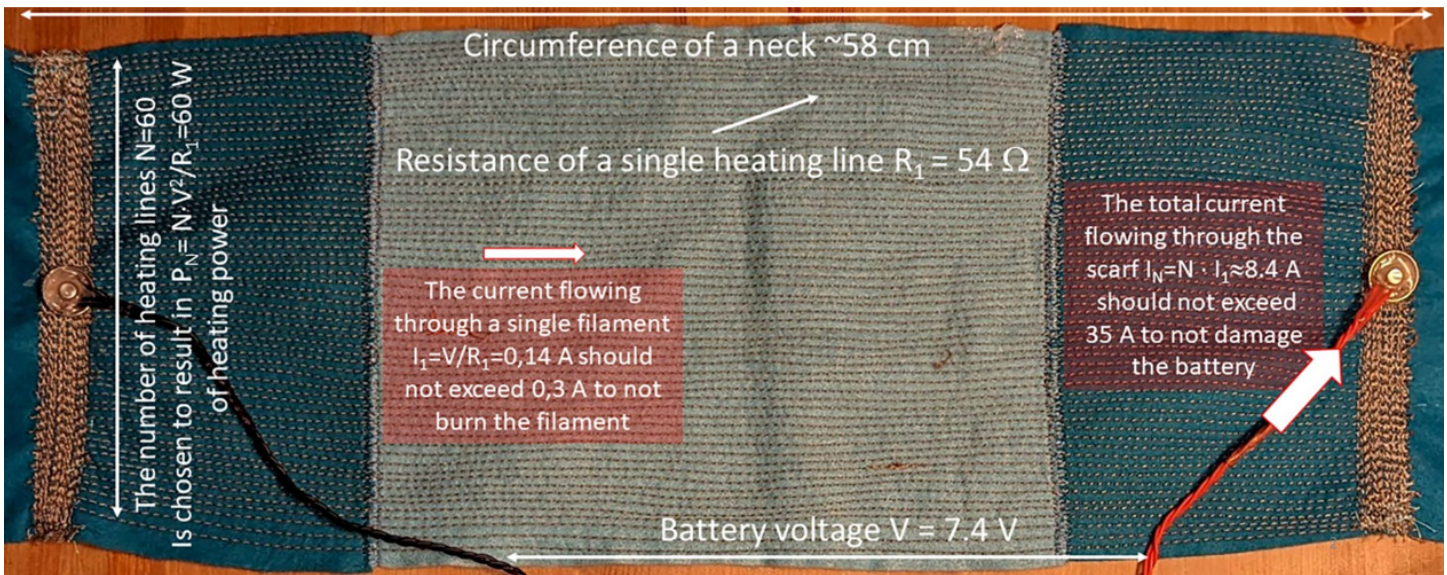 Circumference of a neck ~58 cm
The number of heating lines N=60
Is chosen to result in P_N= N·V²/R₁=60 W
of heating power
Resistance of a single heating line R₁ = 54 Ω
The current flowing
through a single filament
I₁=V/R₁=0,14 A should
not exceed 0,3 A to not
burn the filament
The total current
flowing through the
scarf I_N=N · I₁≈8.4 A
should not exceed
35 A to not damage
the battery
Battery voltage V = 7.4 V